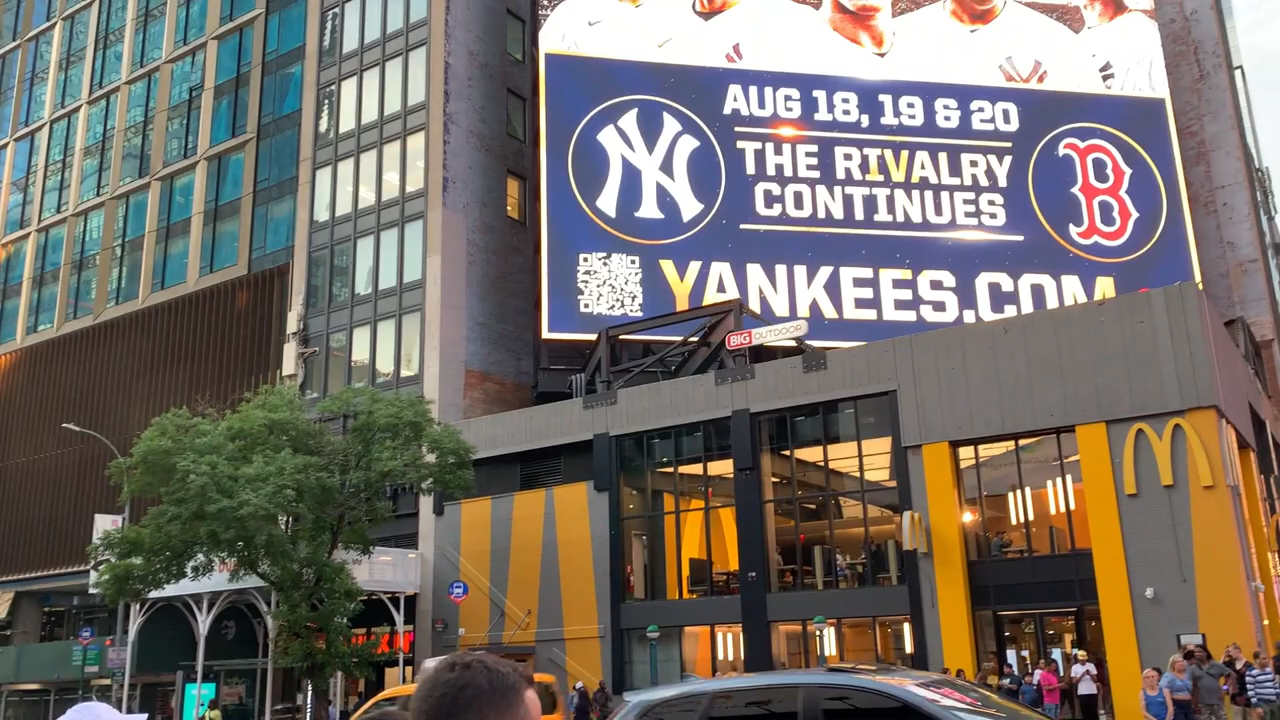 AUG 18, 19 & 20
NY
THE RIVALRY
CONTINUES
B
YANKEES.COM
BIG OUTDOOR
M